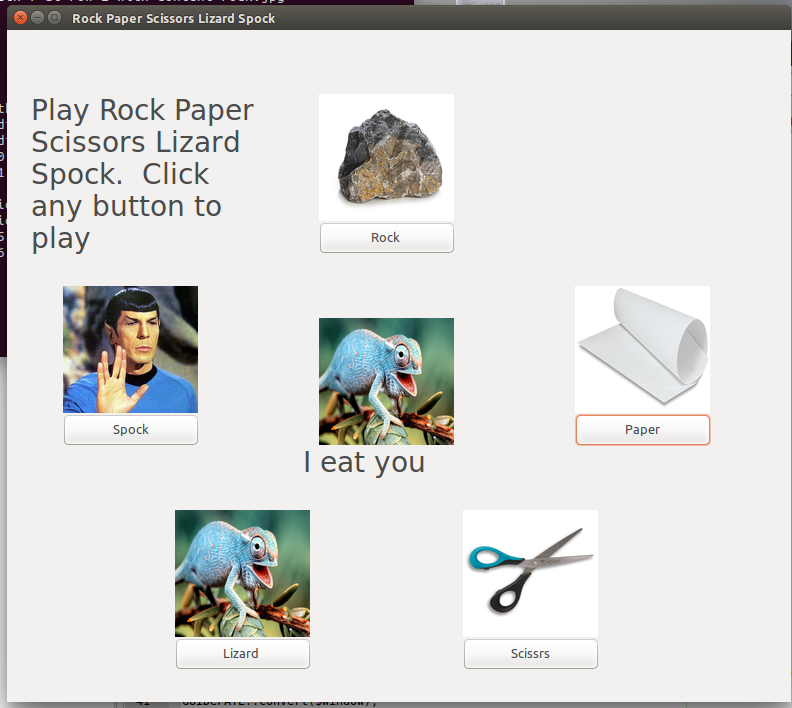 Rock Paper Scissors Lizard Spock
Play Rock Paper
Scissors Lizard
Spock.  Click
any button to
play
Rock
Spock
Paper
I eat you
Lizard
Scissrs